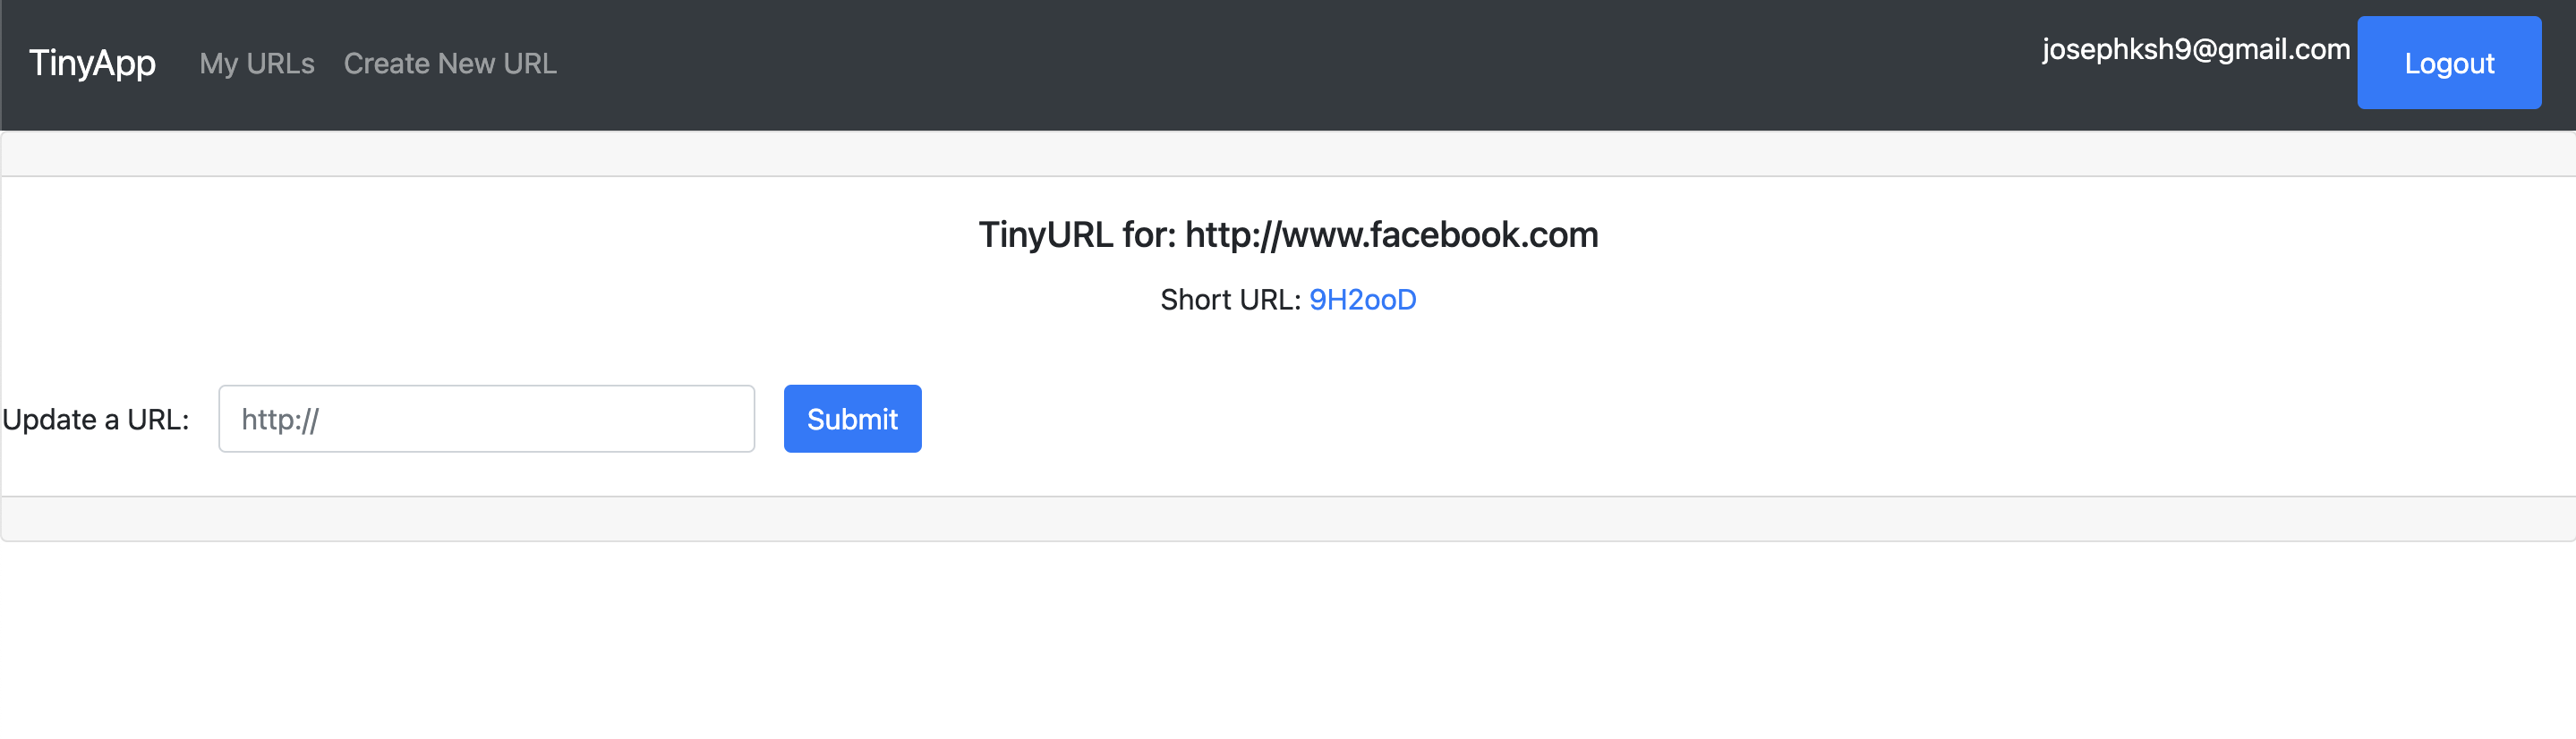 TinyApp My URLs Create New URL josephksh9@gmail.com Logout
TinyURL for: http://www.facebook.com
Short URL: 9H2ooD
Update a URL: http:// Submit